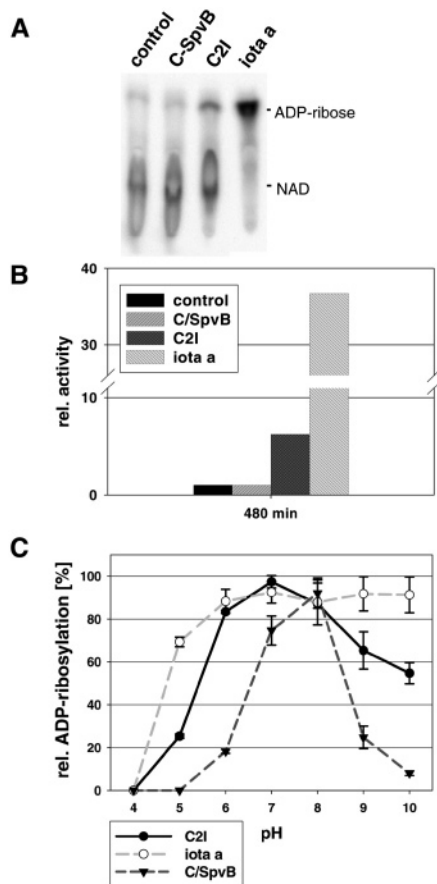 A
control
C-SpvB
C2I
iota a
ADP-ribose
NAD
B
40
30
10
0
rel. activity
control
C/SpvB
C2I
iota a
480 min
C
100
80
60
40
20
0
rel. ADP-ribosylation [%]
4 5 6 7 8 9 10
pH
C2I
iota a
C/SpvB